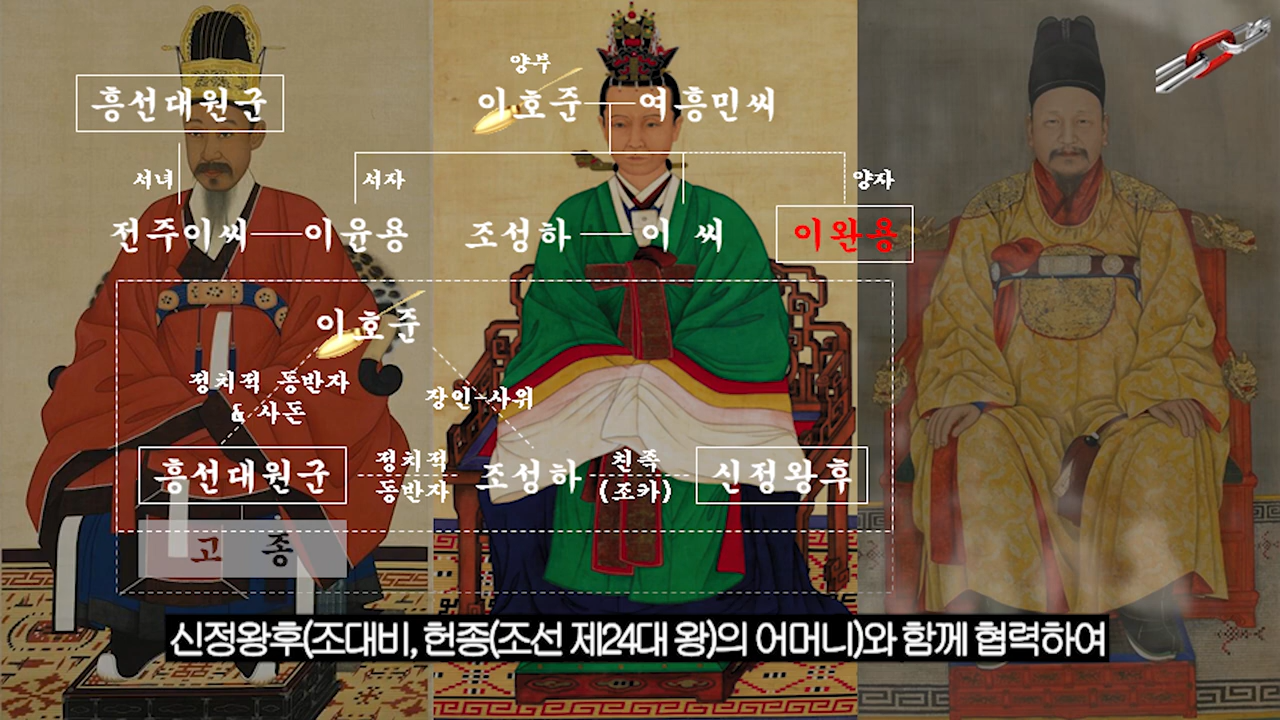 양부
흥선대원군
이호준
여흥민씨
서녀
서자
양자
전주이씨
이윤용
조성하
이 씨
이완용
이호준
정치적 동반자
& 사돈
장인-사위
흥선대원군
정치적
동반자
조성하
친족
(조카)
신정왕후
고 종
신정왕후(조대비, 헌종(조선 제24대 왕)의 어머니)와 함께 협력하여